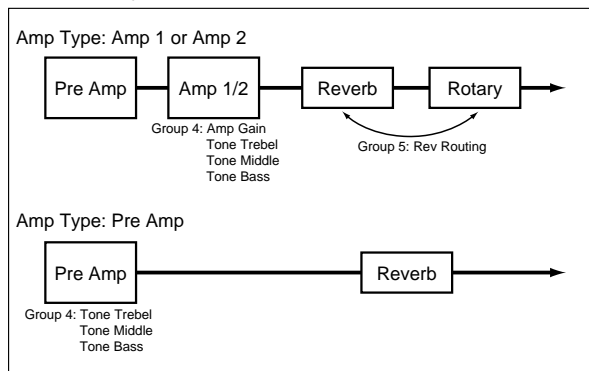 Amp Type: Amp 1 or Amp 2
Pre Amp
Amp 1/2
Reverb
Rotary
Group 4: Amp Gain
Tone Trebel
Tone Middle
Tone Bass
Group 5: Rev Routing
Amp Type: Pre Amp
Pre Amp
Reverb
Group 4: Tone Trebel
Tone Middle
Tone Bass